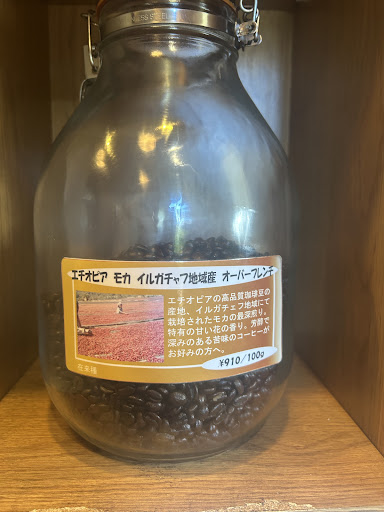 エチオピア モカ イルガチャフ地域産 オーバーフレンチ
エチオピアの高品質珈琲豆の
産地、イルガチェフ地域にて
栽培されたモカの最深煎り。
特有の甘い花の香り。芳醇で
深みのある苦味のコーヒーが
お好みの方へ。
在来種
¥910/100g